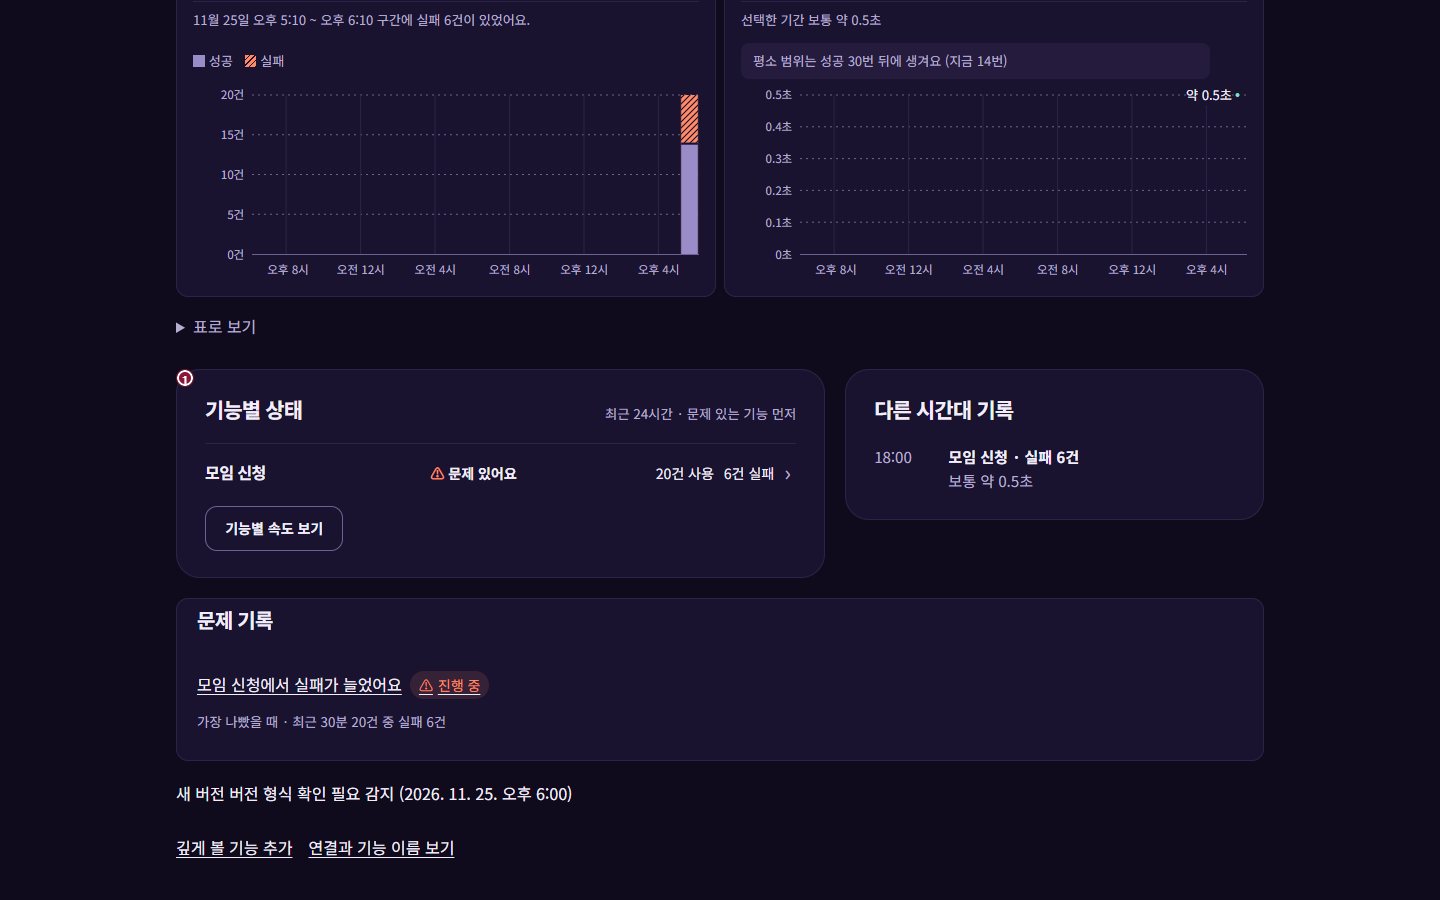 11월 25일 오후 5:10 ~ 오후 6:10 구간에 실패 6건이 있었어요.
성공 실패
20건
15건
10건
5건
0건
오후 8시 오전 12시 오전 4시 오전 8시 오후 12시 오후 4시
선택한 기간 보통 약 0.5초
평소 범위는 성공 30번 뒤에 생겨요 (지금 14번)
약 0.5초
0.5초
0.4초
0.3초
0.2초
0.1초
0초
오후 8시 오전 12시 오전 4시 오전 8시 오후 12시 오후 4시
표로 보기
1
기능별 상태
최근 24시간 · 문제 있는 기능 먼저
모임 신청 문제 있어요 20건 사용 6건 실패
기능별 속도 보기
다른 시간대 기록
18:00 모임 신청 · 실패 6건
보통 약 0.5초
문제 기록
모임 신청에서 실패가 늘었어요 진행 중
가장 나빴을 때 · 최근 30분 20건 중 실패 6건
새 버전 버전 형식 확인 필요 감지 (2026. 11. 25. 오후 6:00)
깊게 볼 기능 추가 연결과 기능 이름 보기